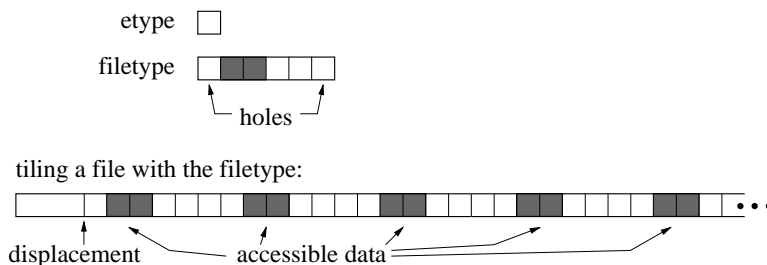 etype
filetype
holes
tiling a file with the filetype:
displacement accessible data